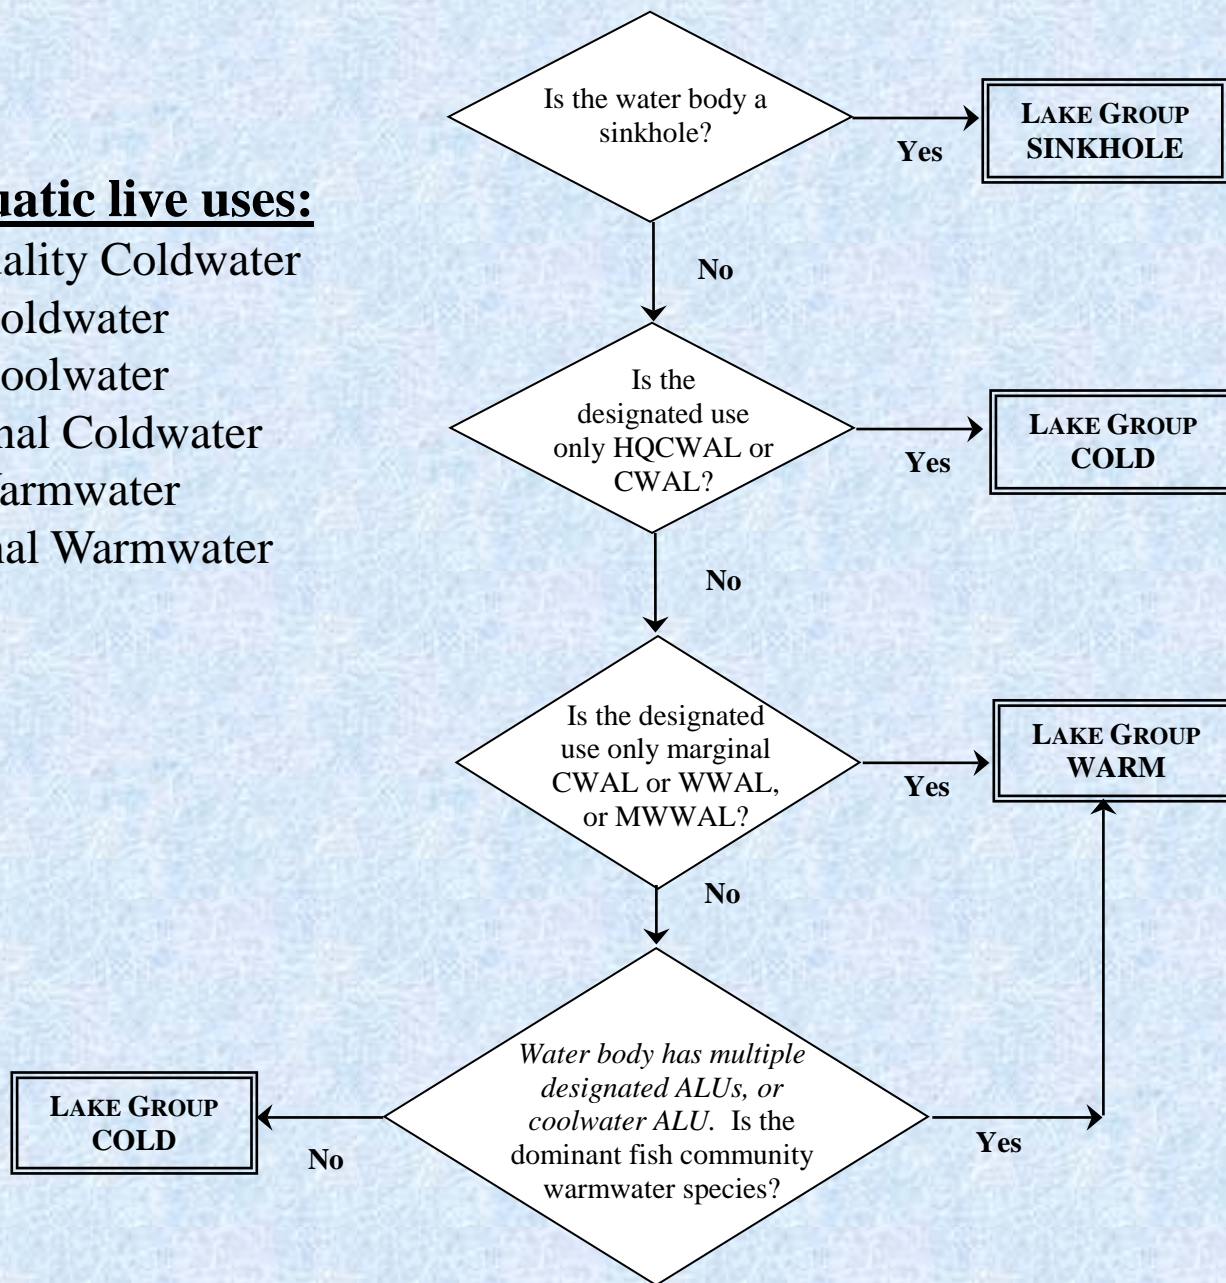 uatic live uses:
uality Coldwater
oldwater
oolwater
nal Coldwater
armwater
nal Warmwater
Is the water body a
sinkhole?
Yes
LAKE GROUP
SINKHOLE
No
Is the
designated use
only HQCWAL or
CWAL?
Yes
LAKE GROUP
COLD
No
Is the designated
use only marginal
CWAL or WWAL,
or MWWAL?
Yes
LAKE GROUP
WARM
No
Water body has multiple
designated ALUs, or
coolwater ALU. Is the
dominant fish community
warmwater species?
Yes
No
LAKE GROUP
COLD